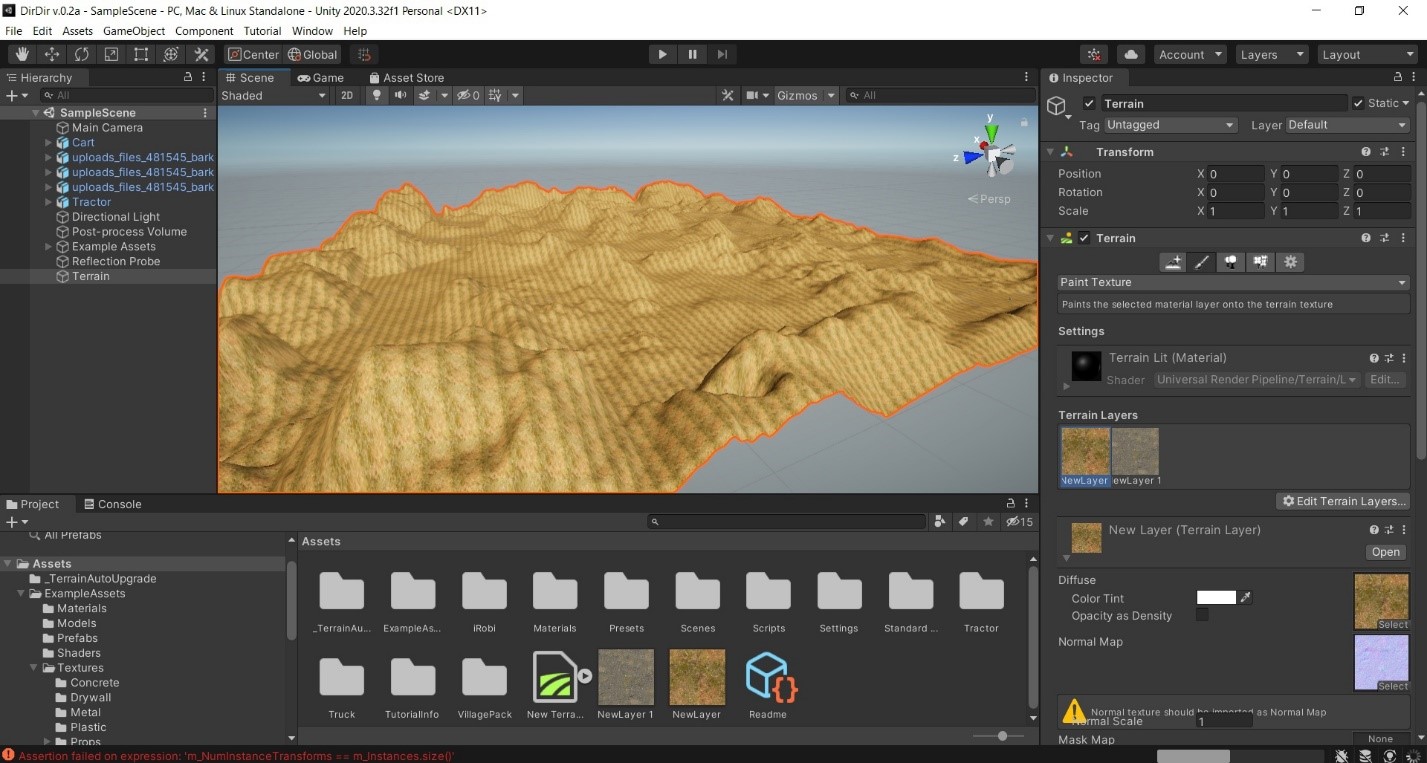 DirDir v.0.2a - SampleScene - PC, Mac & Linux Standalone - Unity 2020.3.32f1 Personal <DX11>
File Edit Assets GameObject Component Tutorial Window Help
Center Global Account Layers Layout
Hierarchy
All
SampleScene
Main Camera
Cart
uploads_files_481545_bark
uploads_files_481545_bark
uploads_files_481545_bark
Tractor
Directional Light
Post-process Volume
Example Assets
Reflection Probe
Terrain
Scene Game Asset Store
Shaded 2D 0 Gizmos All
y
x
z
Persp
Inspector
Terrain Static
Tag Untagged Layer Default
Transform
Position X 0 Y 0 Z 0
Rotation X 0 Y 0 Z 0
Scale X 1 Y 1 Z 1
Terrain
Paint Texture
Paints the selected material layer onto the terrain texture
Settings
Terrain Lit (Material)
Shader Universal Render Pipeline/Terrain/L Edit...
Terrain Layers
NewLayer ewLayer 1
Edit Terrain Layers...
New Layer (Terrain Layer)
Open
Diffuse
Color Tint
Opacity as Density
Select
Normal Map
Select
Normal texture should be imported as Normal Map
Normal Scale 1
Mask Map None
Project Console
15
All Prefabs
Assets
_TerrainAutoUpgrade
ExampleAssets
Materials
Models
Prefabs
Shaders
Textures
Concrete
Drywall
Metal
Plastic
Props
Assets
_TerrainAu... ExampleAs... iRobi Materials Presets Scenes Scripts Settings Standard ... Tractor
Truck TutorialInfo VillagePack New Terra... NewLayer 1 NewLayer Readme
Assertion failed on expression: 'm_NumInstanceTransforms == m_Instances.size()'